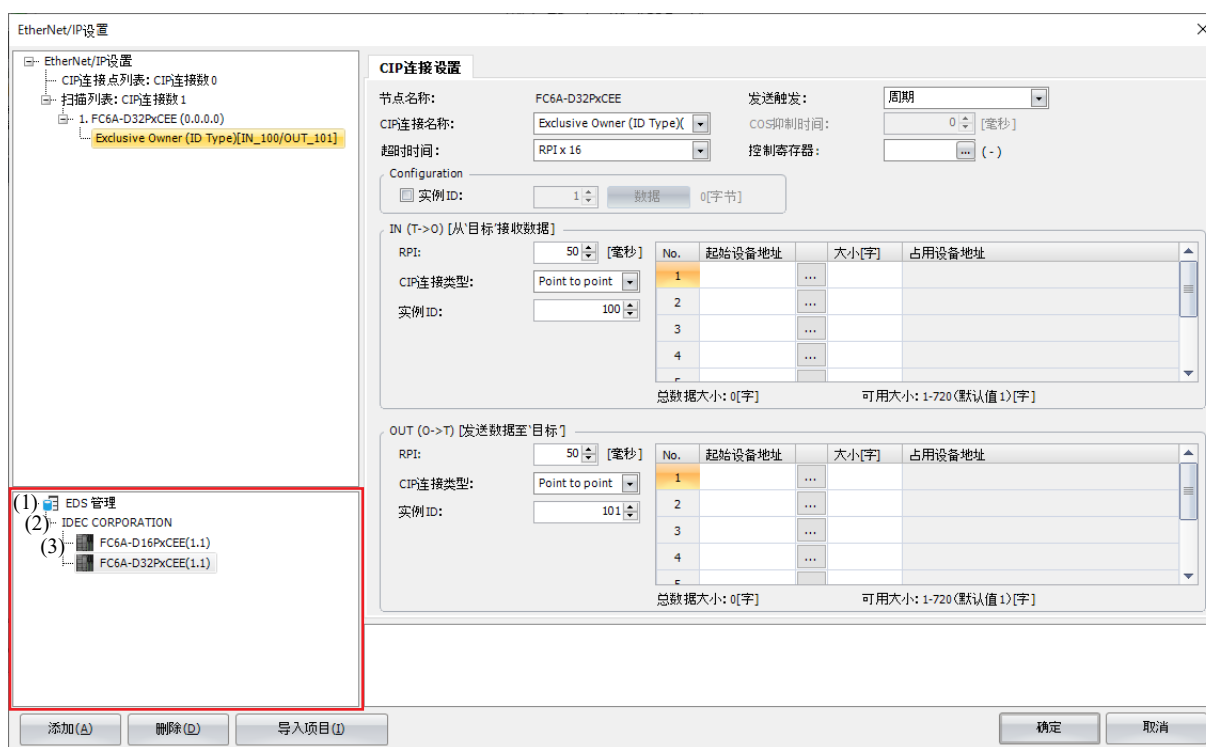 EtherNet/IP设置
EtherNet/IP设置
CIP连接点列表: CIP连接数 0
扫描列表: CIP连接数 1
1. FC6A-D32PxCEE (0.0.0.0)
Exclusive Owner (ID Type)[IN_100/OUT_101]
(1) EDS 管理
(2) IDEC CORPORATION
(3) FC6A-D16PxCEE(1.1)
FC6A-D32PxCEE(1.1)
CIP连接设置
节点名称: FC6A-D32PxCEE 发送触发: 周期
CIP连接名称: Exclusive Owner (ID Type)( COS抑制时间: 0 [毫秒]
超时时间: RPI x 16 控制寄存器: ... (-)
Configuration
实例ID: 1 数据 0[字节]
IN (T->O) [从'目标'接收数据]
RPI: 50 [毫秒]
CIP连接类型: Point to point
实例ID: 100
No. 起始设备地址 大小[字] 占用设备地址
1 ...
2 ...
3 ...
4 ...
总数据大小: 0[字] 可用大小: 1-720 (默认值 1)[字]
OUT (O->T) [发送数据至'目标']
RPI: 50 [毫秒]
CIP连接类型: Point to point
实例ID: 101
No. 起始设备地址 大小[字] 占用设备地址
1 ...
2 ...
3 ...
4 ...
总数据大小: 0[字] 可用大小: 1-720 (默认值 1)[字]
添加(A) 删除(D) 导入项目(I) 确定 取消